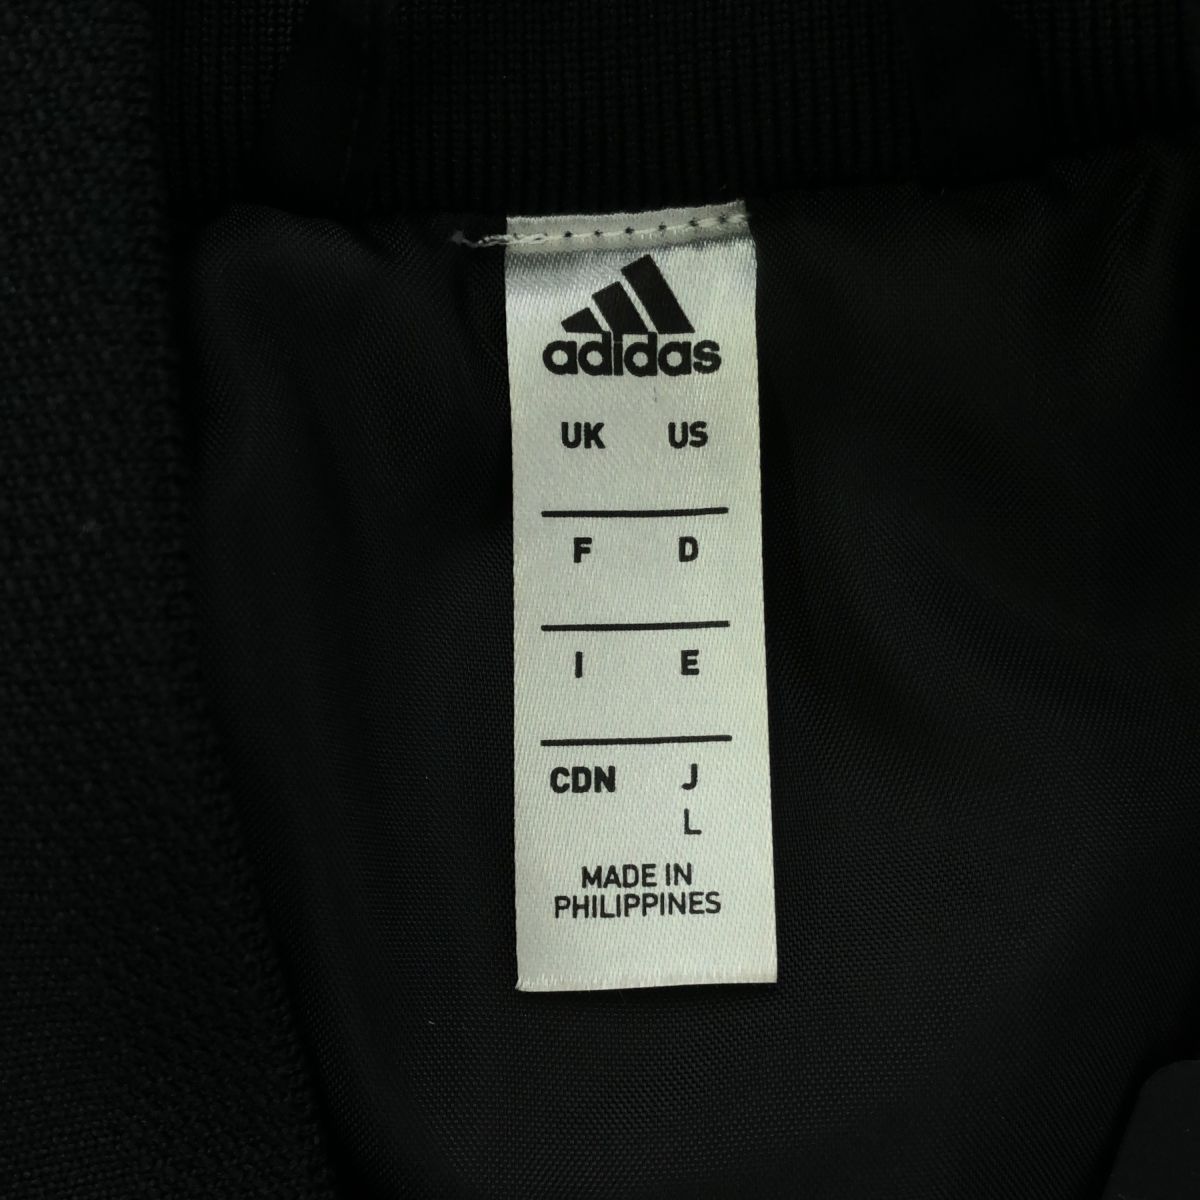 adidas
UK US
F D
I E
CDN J
L
MADE IN
PHILIPPINES